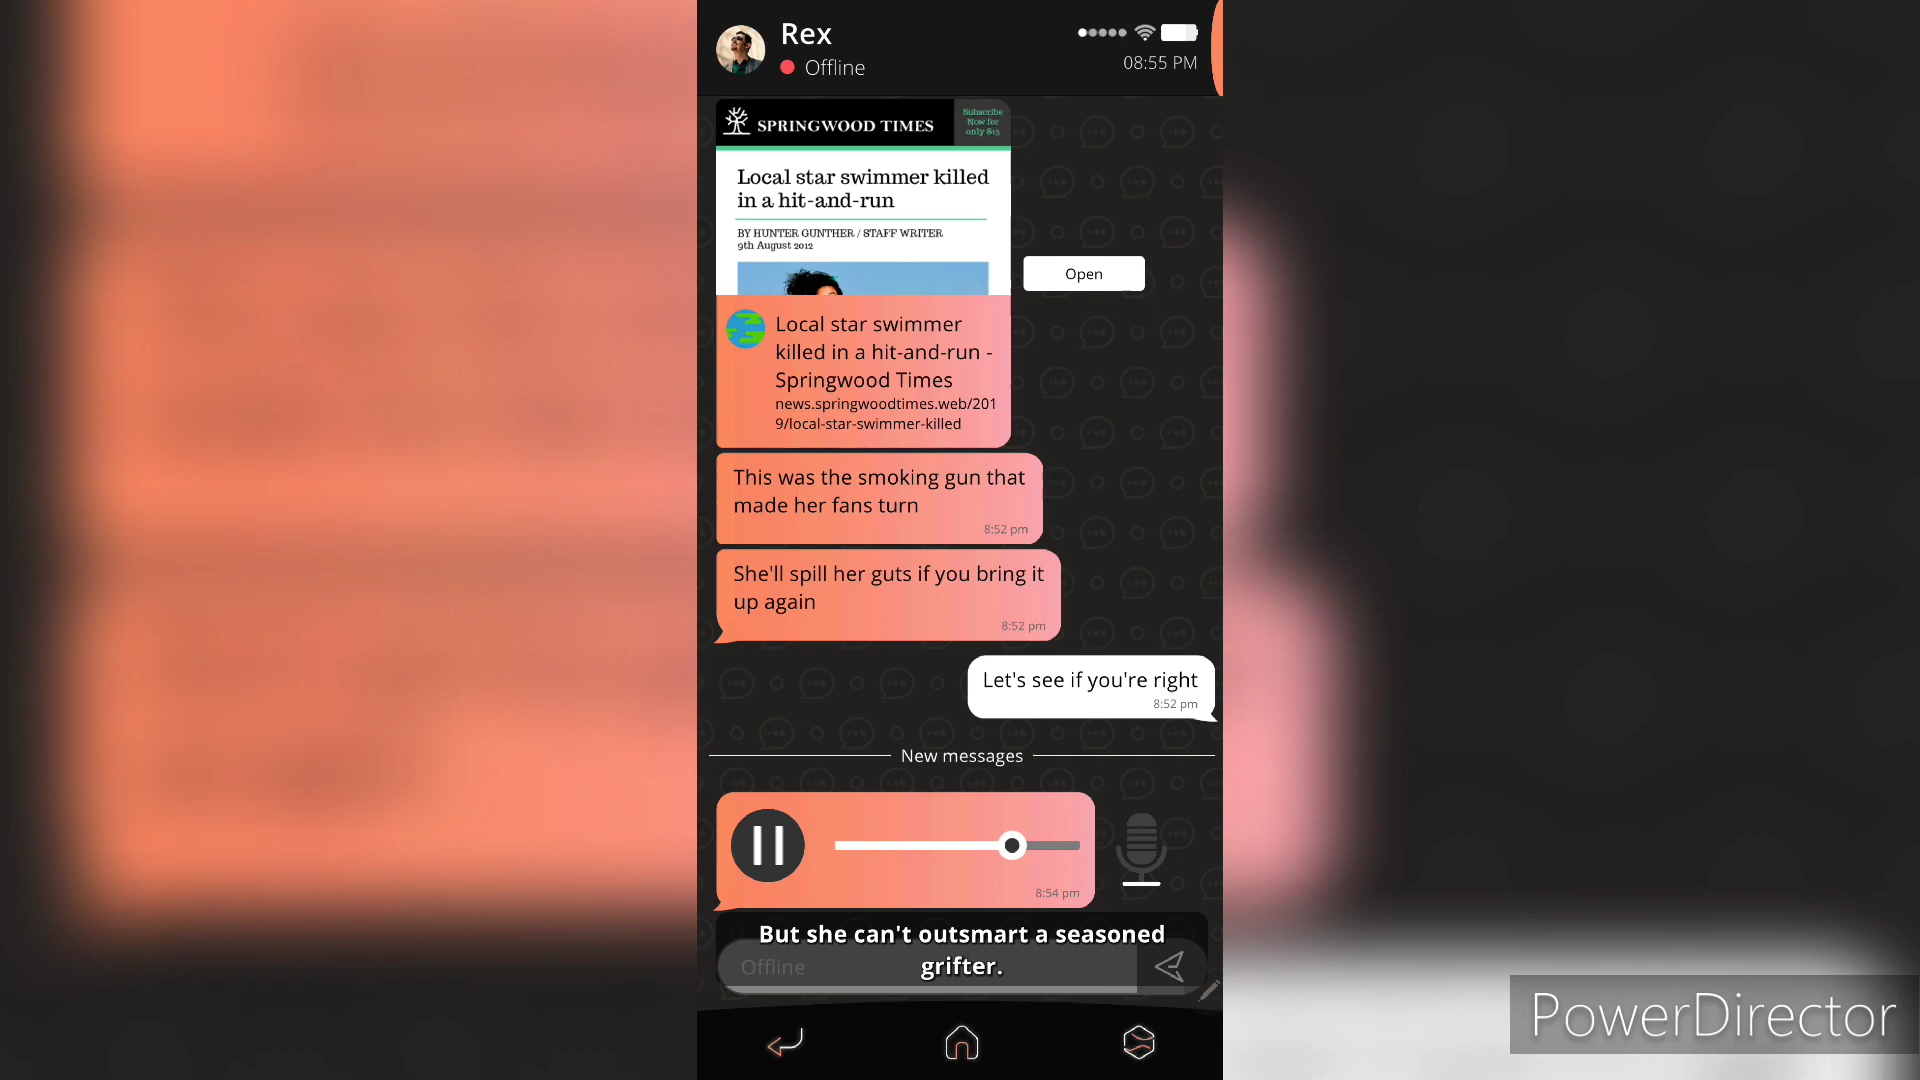 Rex
Offline
08:55 PM
SPRINGWOOD TIMES
Subscribe
Now for
only $15
Local star swimmer killed
in a hit-and-run
BY HUNTER GUNTHER / STAFF WRITER
9th August 2012
Open
Local star swimmer
killed in a hit-and-run -
Springwood Times
news.springwoodtimes.web/201
9/local-star-swimmer-killed
This was the smoking gun that
made her fans turn
8:52 pm
She'll spill her guts if you bring it
up again
8:52 pm
Let's see if you're right
8:52 pm
New messages
8:54 pm
But she can't outsmart a seasoned
grifter.
Offline
PowerDirector